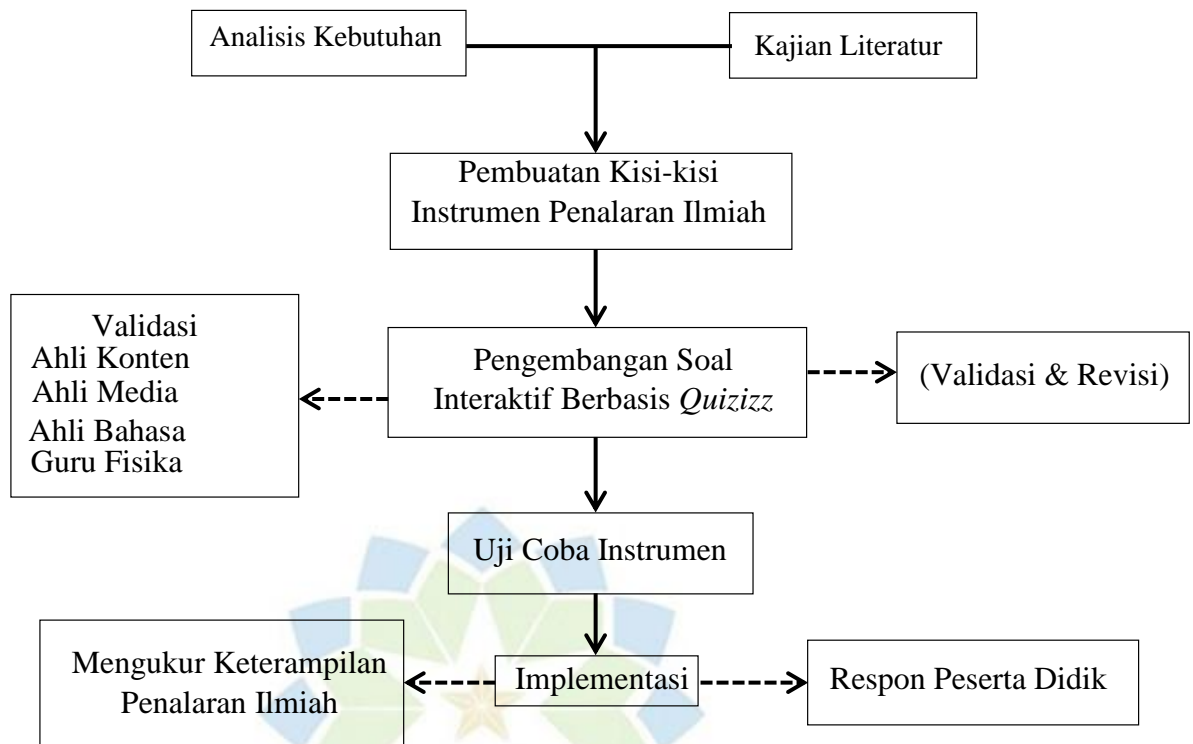 Analisis Kebutuhan
Kajian Literatur
Pembuatan Kisi-kisi
Instrumen Penalaran Ilmiah
Validasi
Ahli Konten
Ahli Media
Ahli Bahasa
Guru Fisika
Pengembangan Soal
Interaktif Berbasis Quizizz
(Validasi & Revisi)
Uji Coba Instrumen
Mengukur Keterampilan
Penalaran Ilmiah
Implementasi
Respon Peserta Didik